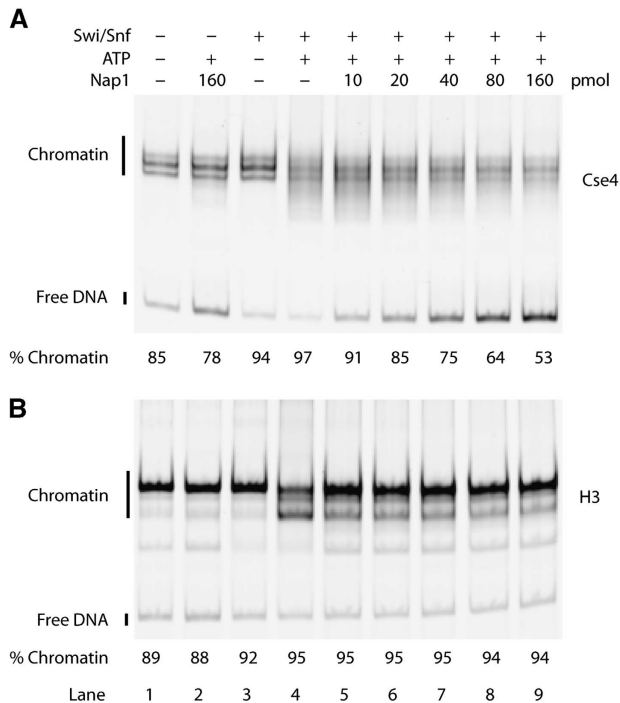 A
Swi/Snf − − + + + + + + +
ATP − + − + + + + + +
Nap1 − 160 − − 10 20 40 80 160 pmol
Chromatin
Cse4
Free DNA
% Chromatin 85 78 94 97 91 85 75 64 53
B
Chromatin
H3
Free DNA
% Chromatin 89 88 92 95 95 95 95 94 94
Lane 1 2 3 4 5 6 7 8 9